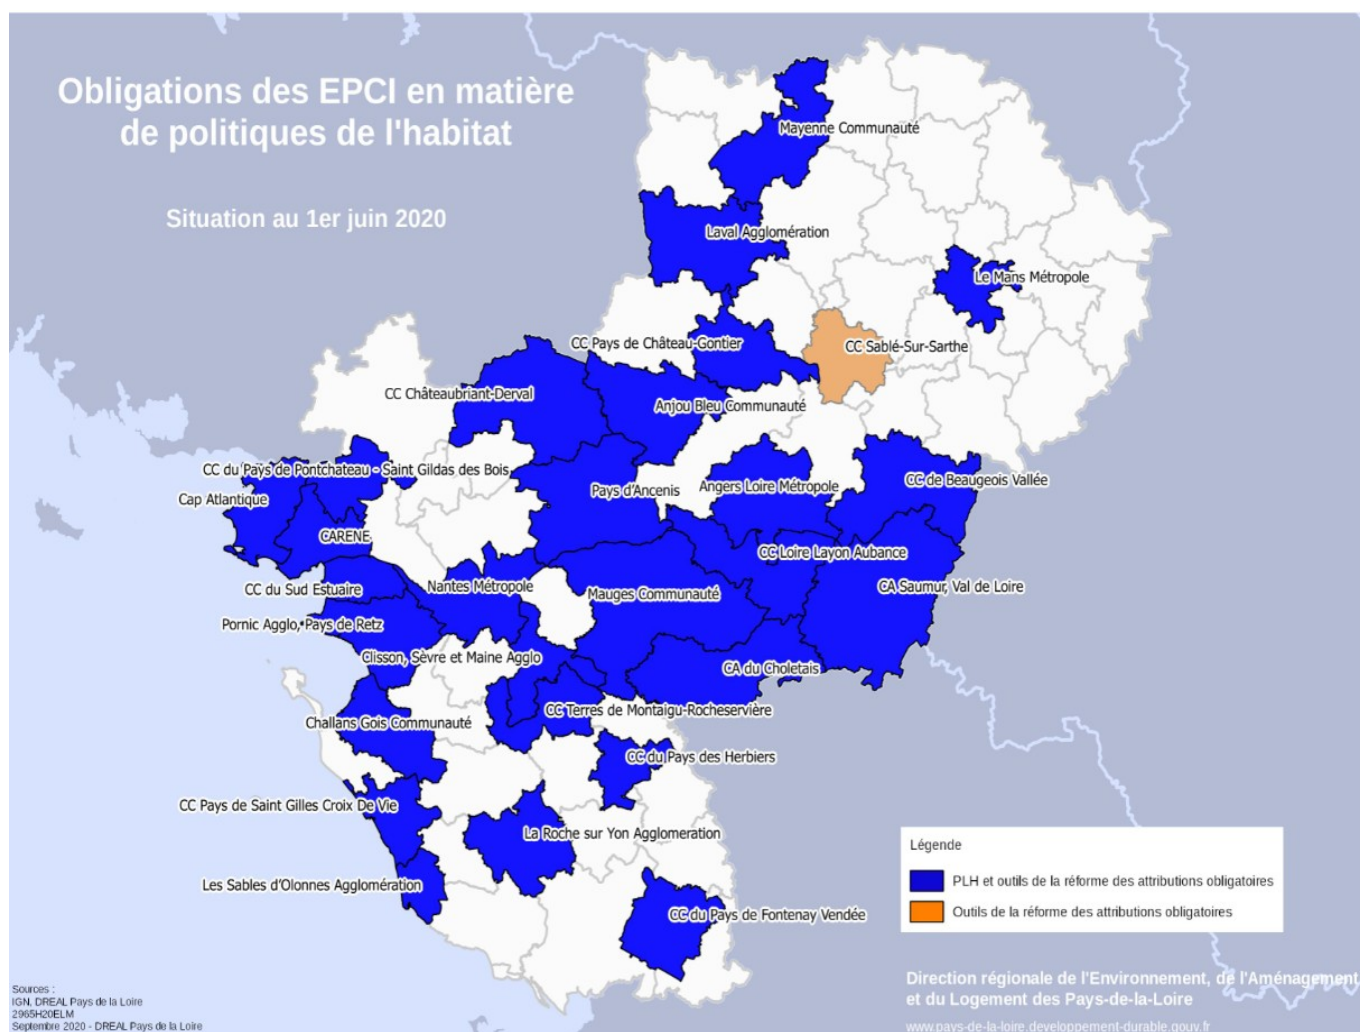 Obligations des EPCI en matière
de politiques de l'habitat
Situation au 1er juin 2020
Mayenne Communauté
Laval Agglomération
Le Mans Métropole
CC Pays de Château-Gontier
CC Sablé-Sur-Sarthe
CC Châteaubriant-Derval
Anjou Bleu Communauté
CC du Pays de Pontchateau - Saint Gildas des Bois
CC de Beaugeois Vallée
Cap Atlantique
Pays d'Ancenis
Angers Loire Métropole
CARENE
CC Loire Layon Aubance
CC du Sud Estuaire
Nantes Métropole
Mauges Communauté
CA Saumur, Val de Loire
Pornic Agglo, Pays de Retz
Clisson, Sèvre et Maine Agglo
CA du Choletais
CC Terres de Montaigu-Rocheservière
Challans Gois Communauté
CC du Pays des Herbiers
CC Pays de Saint Gilles Croix De Vie
La Roche sur Yon Agglomeration
Les Sables d'Olonnes Agglomération
CC du Pays de Fontenay Vendée
Légende
PLH et outils de la réforme des attributions obligatoires
Outils de la réforme des attributions obligatoires
Direction régionale de l'Environnement, de l'Aménagement
et du Logement des Pays-de-la-Loire
www.pays-de-la-loire.developpement-durable.gouv.fr
Sources :
IGN, DREAL Pays de la Loire
2965H20ELM
Septembre 2020 - DREAL Pays de la Loire